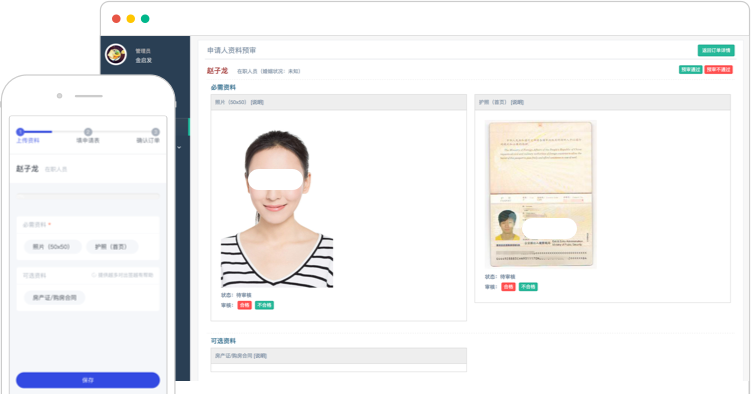 管理员
金启发
申请人资料预审
返回订单详情
赵子龙 在职人员（婚姻状况：未知）
预审通过 预审不通过
必需资料
照片（50x50） [说明]
护照（首页） [说明]
状态：待审核
审核： 合格 不合格
状态：待审核
审核： 合格 不合格
可选资料
房产证/购房合同 [说明]
1 2 3
上传资料 填申请表 确认订单
赵子龙 在职人员
必需资料 *
照片（50x50） 护照（首页）
可选资料
房产证/购房合同
保存